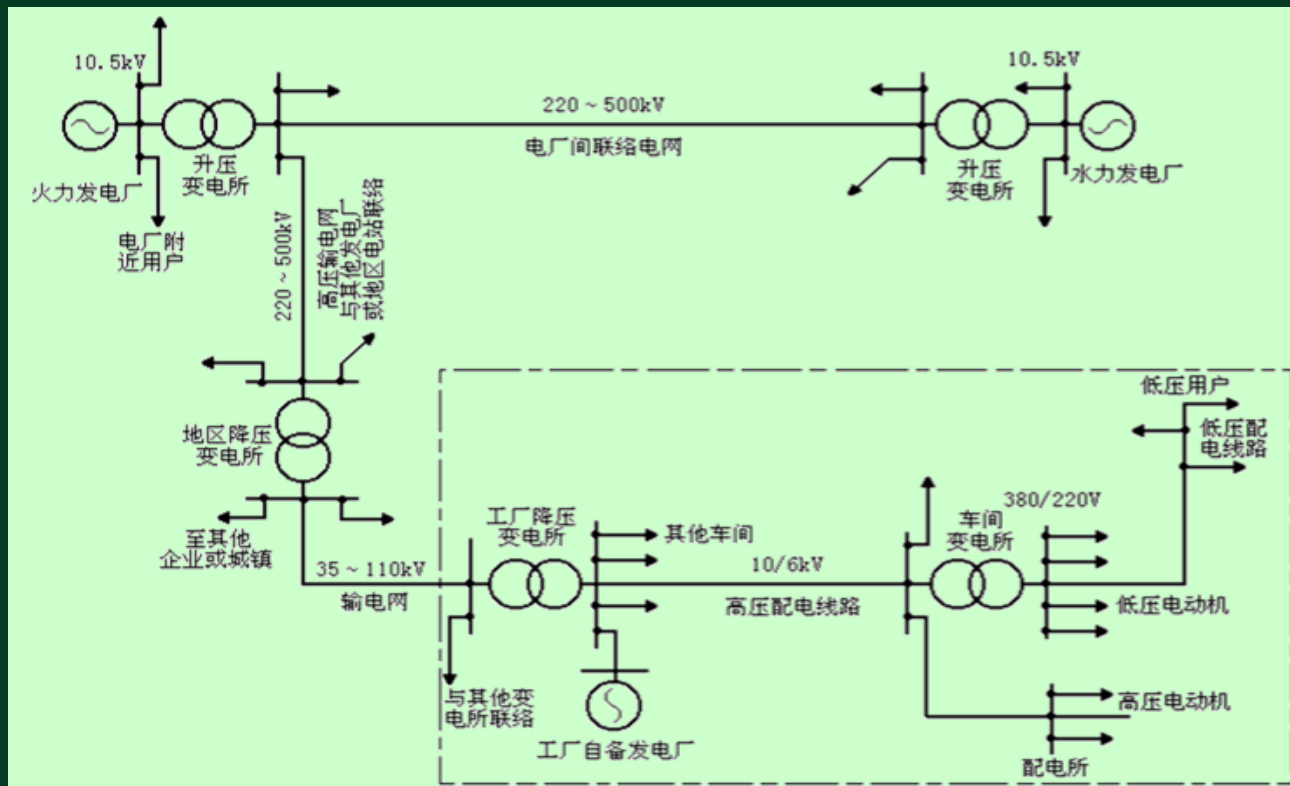 10.5kV
10.5kV
220～500kV
电厂间联络电网
升压
变电所
火力发电厂
升压
变电所
水力发电厂
电厂附
近用户
220～500kV
高压输电网
与其他发电厂
或地区电站联络
低压用户
低压配
电线路
地区降压
变电所
380/220V
工厂降压
变电所
其他车间
车间
变电所
至其他
企业或城镇
35～110kV
输电网
10/6kV
高压配电线路
低压电动机
与其他变
电所联络
高压电动机
工厂自备发电厂
配电所